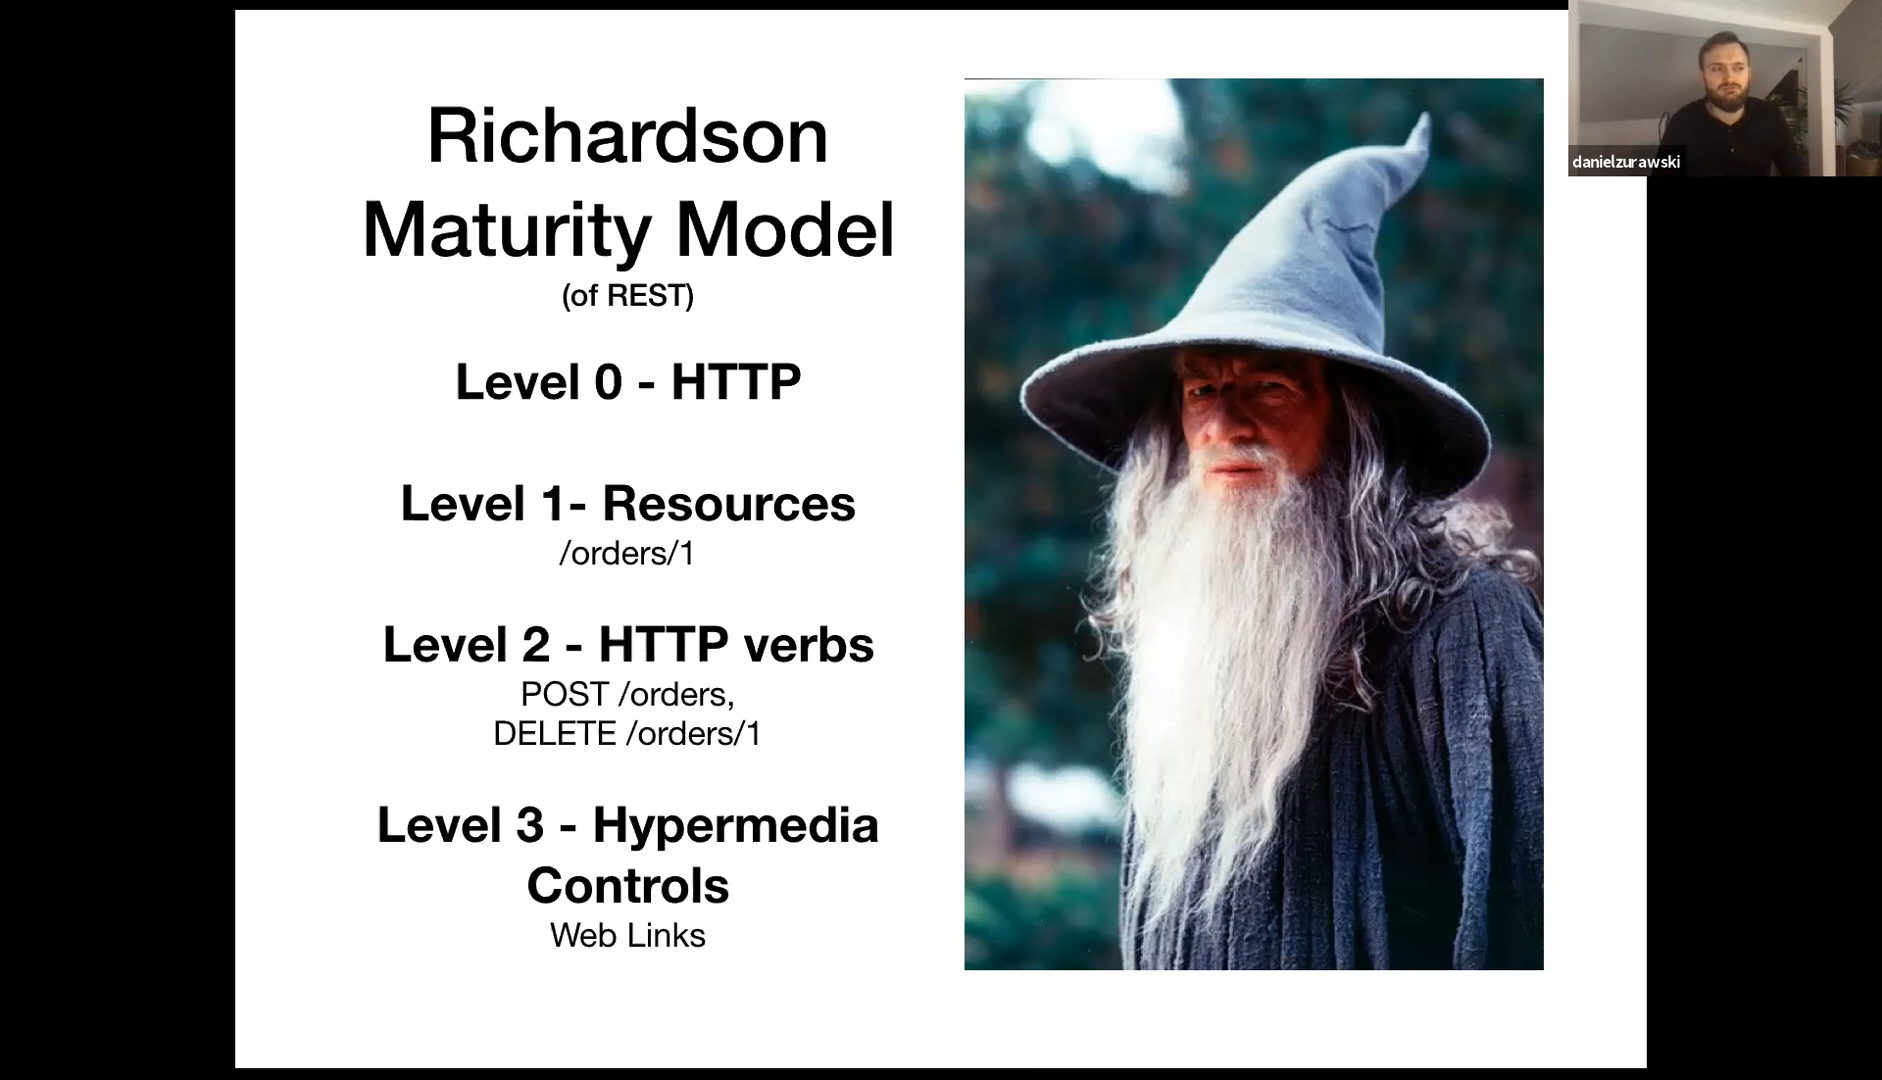 Richardson
Maturity Model
(of REST)
Level 0 - HTTP
Level 1- Resources
/orders/1
Level 2 - HTTP verbs
POST /orders,
DELETE /orders/1
Level 3 - Hypermedia
Controls
Web Links
danielzurawski